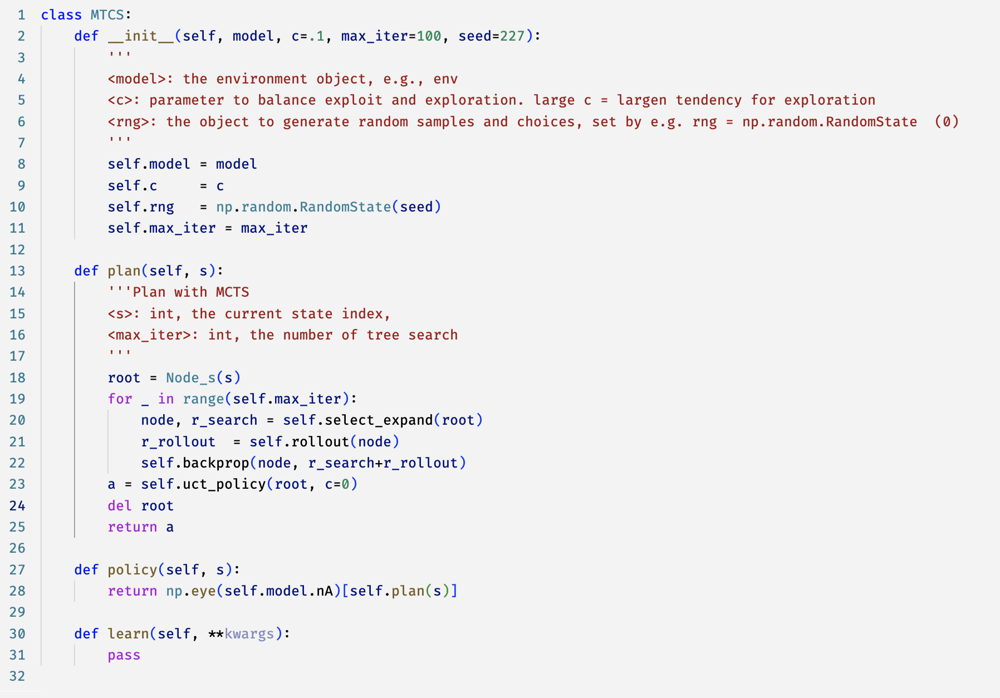 1 class MTCS:
2     def __init__(self, model, c=.1, max_iter=100, seed=227):
3         '''
4         <model>: the environment object, e.g., env
5         <c>: parameter to balance exploit and exploration. large c = largen tendency for exploration
6         <rng>: the object to generate random samples and choices, set by e.g. rng = np.random.RandomState  (0)
7         '''
8         self.model = model
9         self.c     = c
10         self.rng   = np.random.RandomState(seed)
11         self.max_iter = max_iter
12
13     def plan(self, s):
14         '''Plan with MCTS
15         <s>: int, the current state index,
16         <max_iter>: int, the number of tree search
17         '''
18         root = Node_s(s)
19         for _ in range(self.max_iter):
20             node, r_search = self.select_expand(root)
21             r_rollout  = self.rollout(node)
22             self.backprop(node, r_search+r_rollout)
23         a = self.uct_policy(root, c=0)
24         del root
25         return a
26
27     def policy(self, s):
28         return np.eye(self.model.nA)[self.plan(s)]
29
30     def learn(self, **kwargs):
31         pass
32